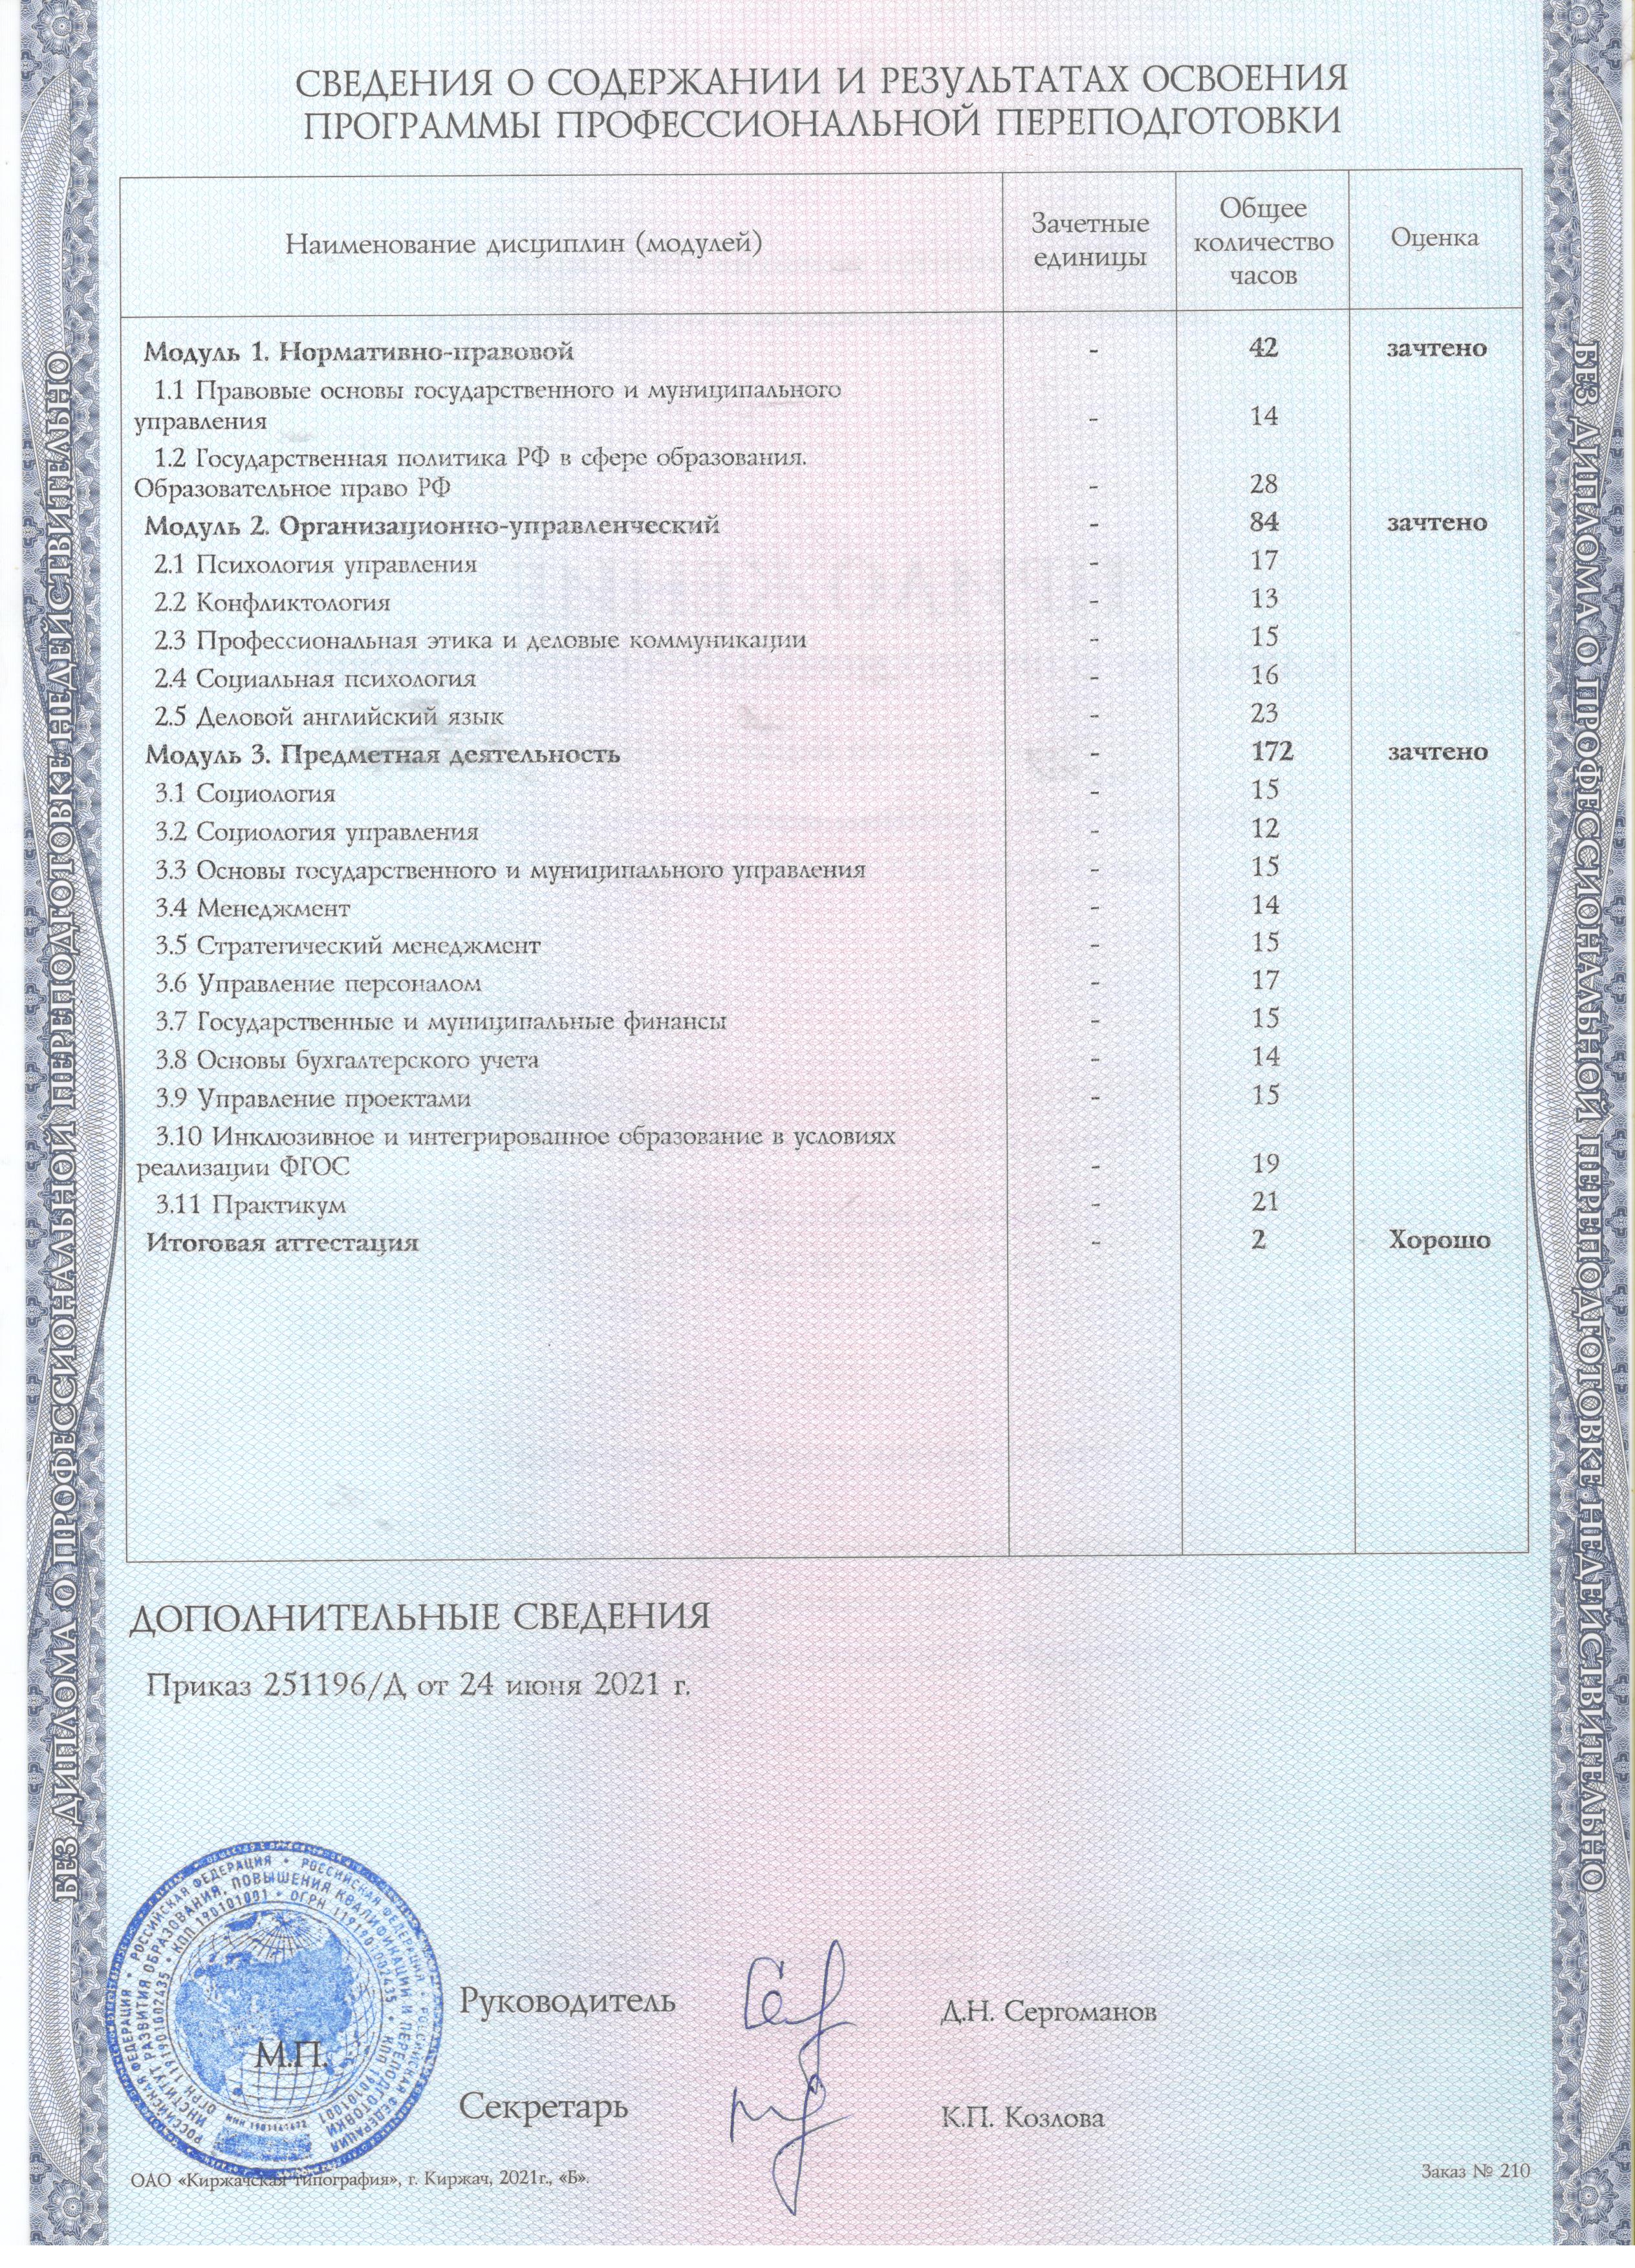 СВЕДЕНИЯ О СОДЕРЖАНИИ И РЕЗУЛЬТАТАХ ОСВОЕНИЯ
ПРОГРАММЫ ПРОФЕССИОНАЛЬНОЙ ПЕРЕПОДГОТОВКИ
Наименование дисциплин (модулей)
Зачетные
единицы
Общее
количество
часов
Оценка
Модуль 1. Нормативно-правовой - 42 зачтено
1.1 Правовые основы государственного и муниципального
управления - 14
1.2 Государственная политика РФ в сфере образования.
Образовательное право РФ - 28
Модуль 2. Организационно-управленческий - 84 зачтено
2.1 Психология управления - 17
2.2 Конфликтология - 13
2.3 Профессиональная этика и деловые коммуникации - 15
2.4 Социальная психология - 16
2.5 Деловой английский язык - 23
Модуль 3. Предметная деятельность - 172 зачтено
3.1 Социология - 15
3.2 Социология управления - 12
3.3 Основы государственного и муниципального управления - 15
3.4 Менеджмент - 14
3.5 Стратегический менеджмент - 15
3.6 Управление персоналом - 17
3.7 Государственные и муниципальные финансы - 15
3.8 Основы бухгалтерского учета - 14
3.9 Управление проектами - 15
3.10 Инклюзивное и интегрированное образование в условиях
реализации ФГОС - 19
3.11 Практикум - 21
Итоговая аттестация - 2 Хорошо
ДОПОЛНИТЕЛЬНЫЕ СВЕДЕНИЯ
Приказ 251196/Д от 24 июня 2021 г.
РОССИЙСКАЯ ФЕДЕРАЦИЯ • РОССИЙСКАЯ ФЕДЕРАЦИЯ • РОССИЙСКАЯ ФЕДЕРАЦИЯ • РОССИЙСКАЯ ФЕДЕРАЦИЯ
ИНСТИТУТ РАЗВИТИЯ ОБРАЗОВАНИЯ, ПОВЫШЕНИЯ КВАЛИФИКАЦИИ И ПЕРЕПОДГОТОВКИ
ОГРН 1191901002435 • КПП 190101001 • ОГРН 1191901002435 • КПП 190101001
М.П.
Руководитель Д.Н. Сергоманов
Секретарь К.П. Козлова
ОАО «Киржачская типография», г. Киржач, 2021г., «Б».
Заказ № 210
БЕЗ ДИПЛОМА О ПРОФЕССИОНАЛЬНОЙ ПЕРЕПОДГОТОВКЕ НЕДЕЙСТВИТЕЛЬНО
БЕЗ ДИПЛОМА О ПРОФЕССИОНАЛЬНОЙ ПЕРЕПОДГОТОВКЕ НЕДЕЙСТВИТЕЛЬНО